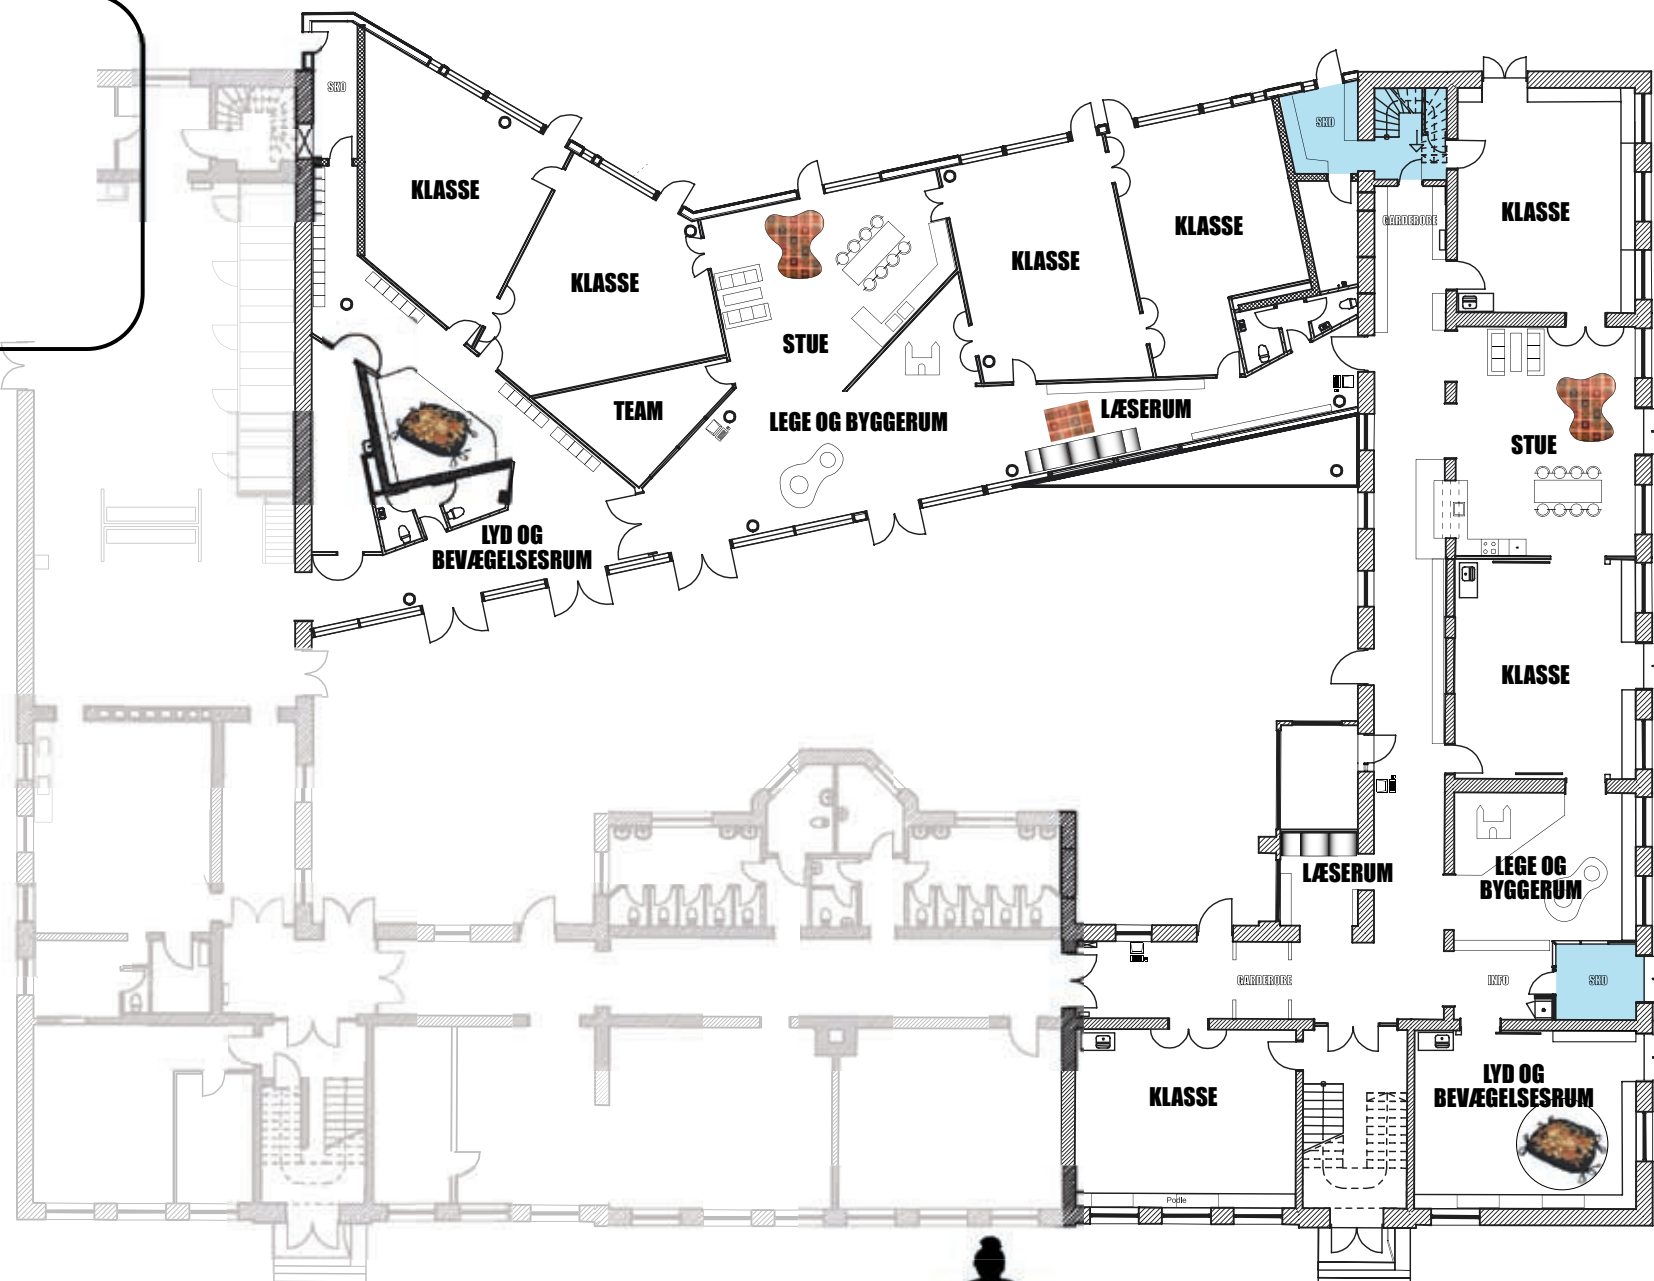 SKO
KLASSE
KLASSE
STUE
TEAM
LEGE OG BYGGERUM
KLASSE
KLASSE
LÆSERUM
SKO
GARDEROBE
KLASSE
STUE
KLASSE
LEGE OG
BYGGERUM
LÆSERUM
LYD OG
BEVÆGELSESRUM
GARDEROBE
INFO
SKO
KLASSE
LYD OG
BEVÆGELSESRUM
Podie